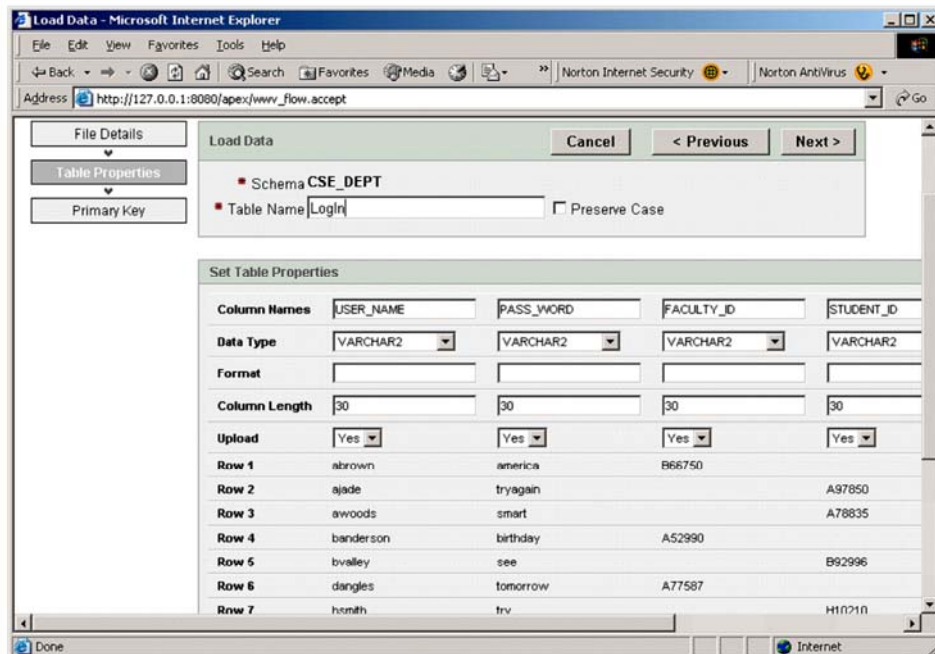 Load Data - Microsoft Internet Explorer
File Edit View Favorites Tools Help
Back Search Favorites Media » Norton Internet Security Norton AntiVirus
Address http://127.0.0.1:8080/apex/wwv_flow.accept Go
File Details
Table Properties
Primary Key
Load Data Cancel < Previous Next >
Schema CSE_DEPT
Table Name LogIn Preserve Case
Set Table Properties
Column Names USER_NAME PASS_WORD FACULTY_ID STUDENT_ID
Data Type VARCHAR2 VARCHAR2 VARCHAR2 VARCHAR2
Format
Column Length 30 30 30 30
Upload Yes Yes Yes Yes
Row 1 abrown america B66750
Row 2 ajade tryagain A97850
Row 3 awoods smart A78835
Row 4 banderson birthday A52990
Row 5 bvalley see B92996
Row 6 dangles tomorrow A77587
Row 7 hsmith try H10210
Done Internet